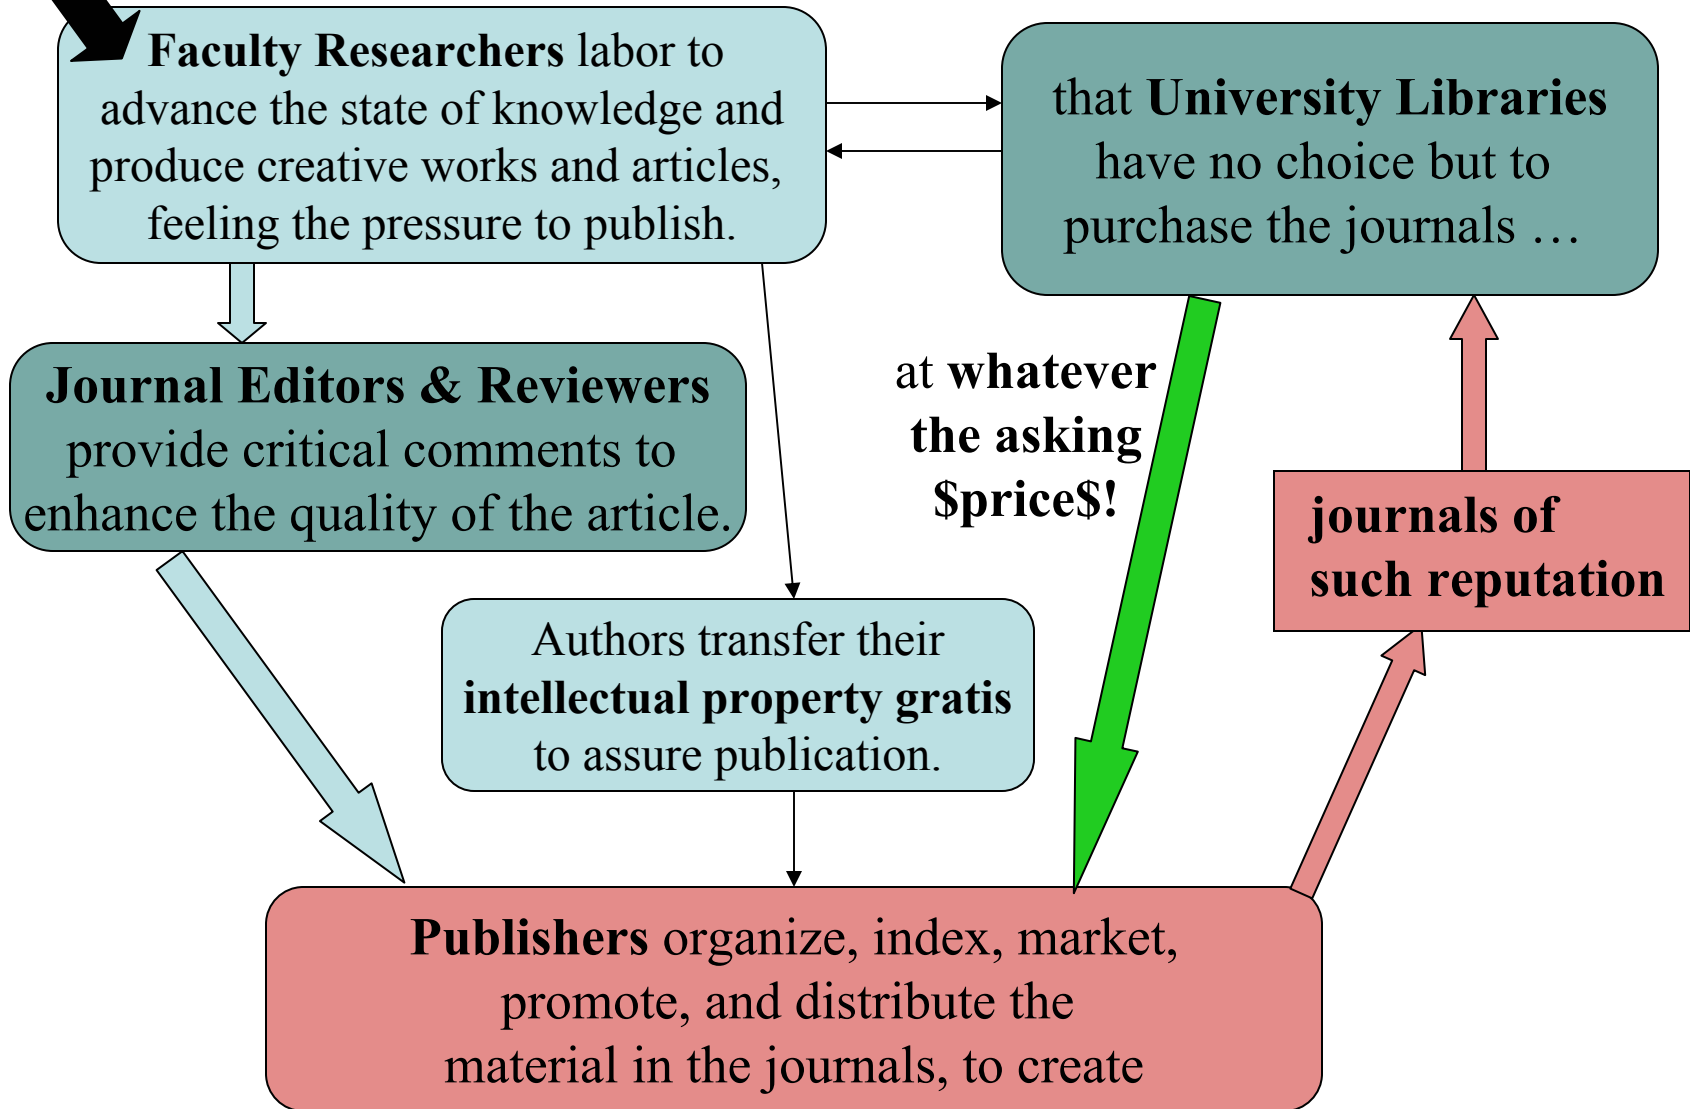 Faculty Researchers labor to
advance the state of knowledge and
produce creative works and articles,
feeling the pressure to publish.
Journal Editors & Reviewers
provide critical comments to
enhance the quality of the article.
Authors transfer their
intellectual property gratis
to assure publication.
Publishers organize, index, market,
promote, and distribute the
material in the journals, to create
journals of
such reputation
that University Libraries
have no choice but to
purchase the journals …
at whatever
the asking
$price$!